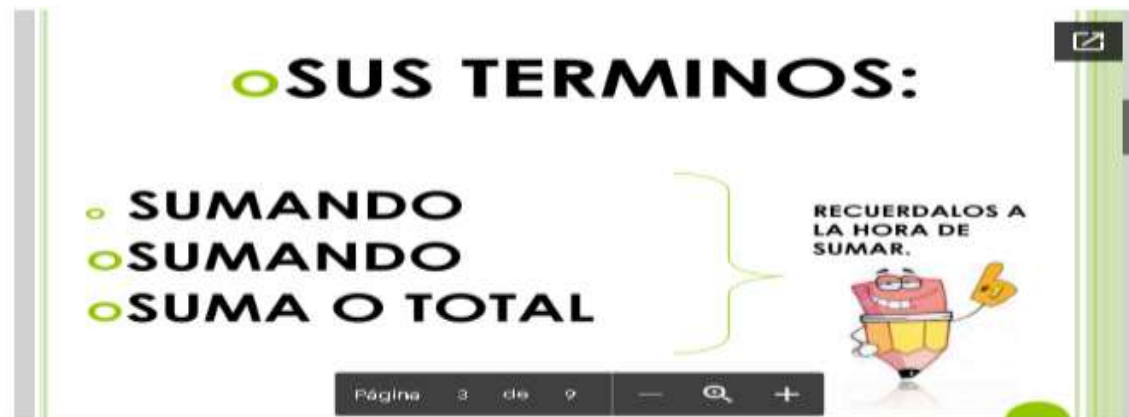 SUS TERMINOS:
SUMANDO
SUMANDO
SUMA O TOTAL
RECUERDALOS A
LA HORA DE
SUMAR.
Página 3 de 9